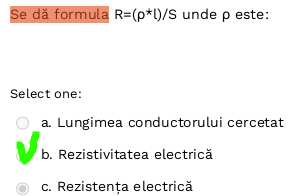 Se dă formula R=(ρ*l)/S unde ρ este:
Select one:
a. Lungimea conductorului cercetat
b. Rezistivitatea electrică
c. Rezistența electrică